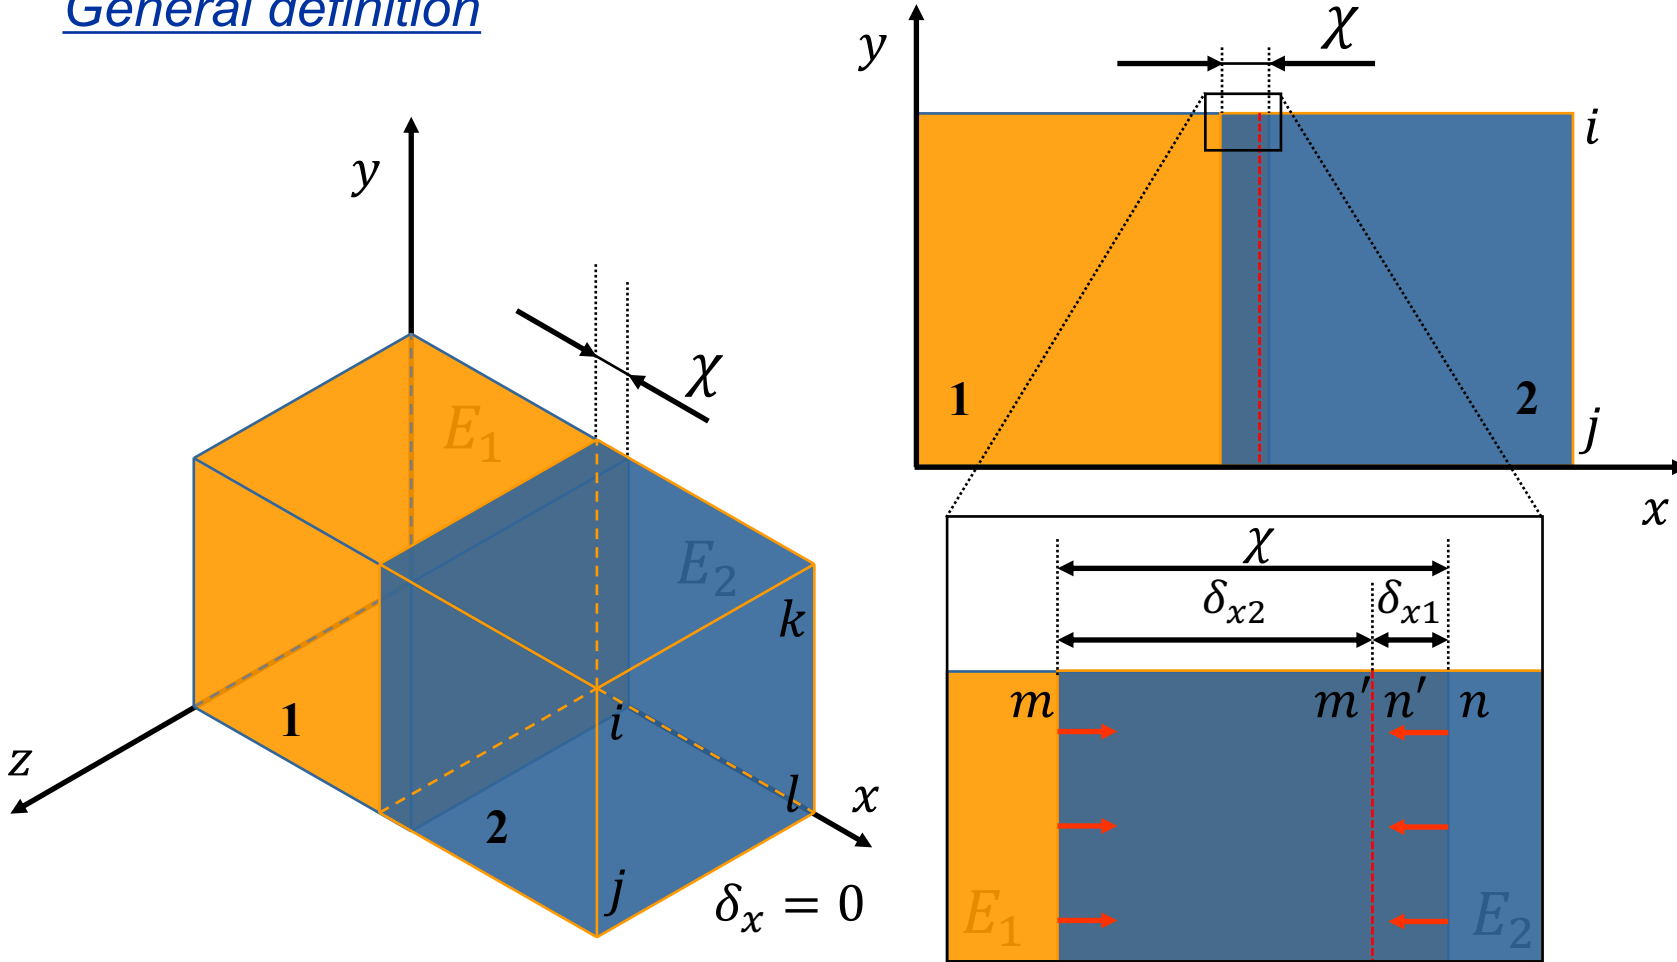 General definition
y
χ
E₁
E₂
k
1
i
z
l
x
2
j
δₓ = 0
χ
y
i
1
2
j
x
χ
δₓ₂
δₓ₁
m
m′
n′
n
E₁
E₂